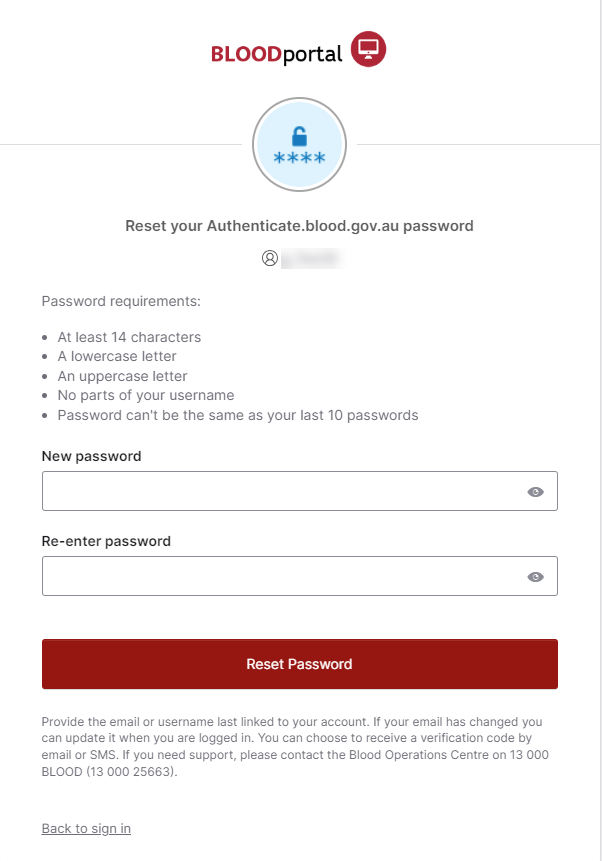 BLOODportal
****
Reset your Authenticate.blood.gov.au password
Password requirements:
• At least 14 characters
• A lowercase letter
• An uppercase letter
• No parts of your username
• Password can't be the same as your last 10 passwords
New password
Re-enter password
Reset Password
Provide the email or username last linked to your account. If your email has changed you
can update it when you are logged in. You can choose to receive a verification code by
email or SMS. If you need support, please contact the Blood Operations Centre on 13 000
BLOOD (13 000 25663).
Back to sign in